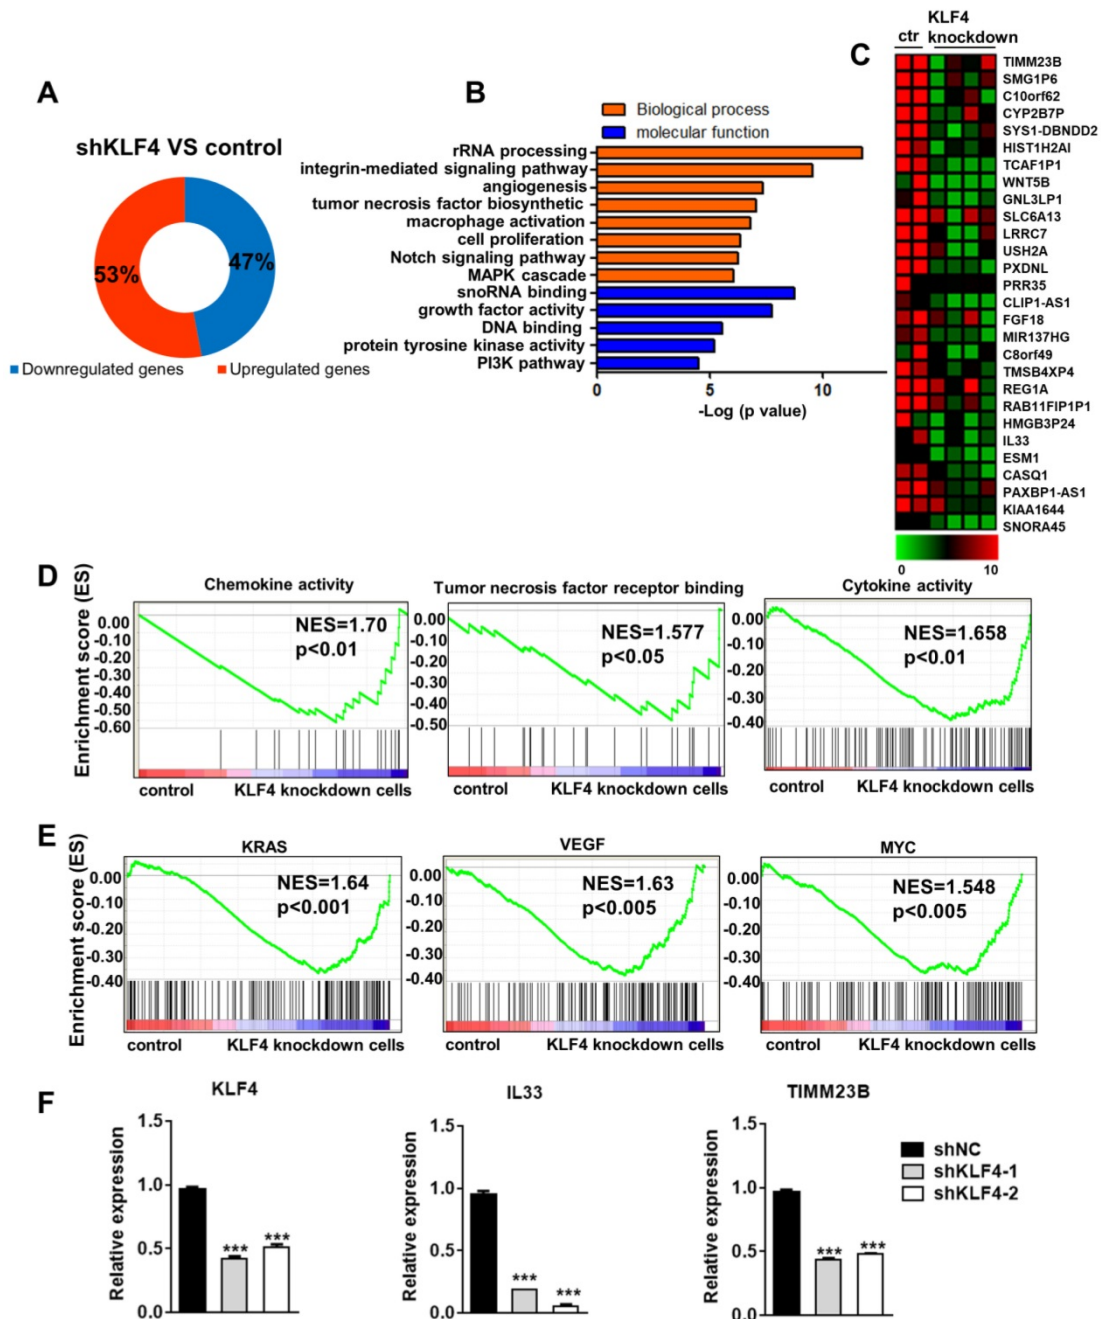 A
shKLF4 VS control
53%
47%
Downregulated genes
Upregulated genes
B
Biological process
molecular function
rRNA processing
integrin-mediated signaling pathway
angiogenesis
tumor necrosis factor biosynthetic
macrophage activation
cell proliferation
Notch signaling pathway
MAPK cascade
snoRNA binding
growth factor activity
DNA binding
protein tyrosine kinase activity
PI3K pathway
0 5 10
-Log (p value)
C
KLF4
ctr knockdown
TIMM23B
SMG1P6
C10orf62
CYP2B7P
SYS1-DBNDD2
HIST1H2AI
TCAF1P1
WNT5B
GNL3LP1
SLC6A13
LRRC7
USH2A
PXDNL
PRR35
CLIP1-AS1
FGF18
MIR137HG
C8orf49
TMSB4XP4
REG1A
RAB11FIP1P1
HMGB3P24
IL33
ESM1
CASQ1
PAXBP1-AS1
KIAA1644
SNORA45
0 10
D
Enrichment score (ES)
Chemokine activity
0.00
-0.10
-0.20
-0.30
-0.40
-0.50
-0.60
NES=1.70
p<0.01
control KLF4 knockdown cells
Tumor necrosis factor receptor binding
0.00
-0.10
-0.20
-0.30
-0.40
-0.50
NES=1.577
p<0.05
control KLF4 knockdown cells
Cytokine activity
0.00
-0.10
-0.20
-0.30
-0.40
NES=1.658
p<0.01
control KLF4 knockdown cells
E
Enrichment score (ES)
KRAS
0.00
-0.10
-0.20
-0.30
-0.40
NES=1.64
p<0.001
control KLF4 knockdown cells
VEGF
0.00
-0.10
-0.20
-0.30
-0.40
NES=1.63
p<0.005
control KLF4 knockdown cells
MYC
0.00
-0.10
-0.20
-0.30
-0.40
NES=1.548
p<0.005
control KLF4 knockdown cells
F
KLF4
Relative expression
1.5
1.0
0.5
0.0
*** ***
IL33
Relative expression
1.5
1.0
0.5
0.0
*** ***
TIMM23B
Relative expression
1.5
1.0
0.5
0.0
*** ***
shNC
shKLF4-1
shKLF4-2